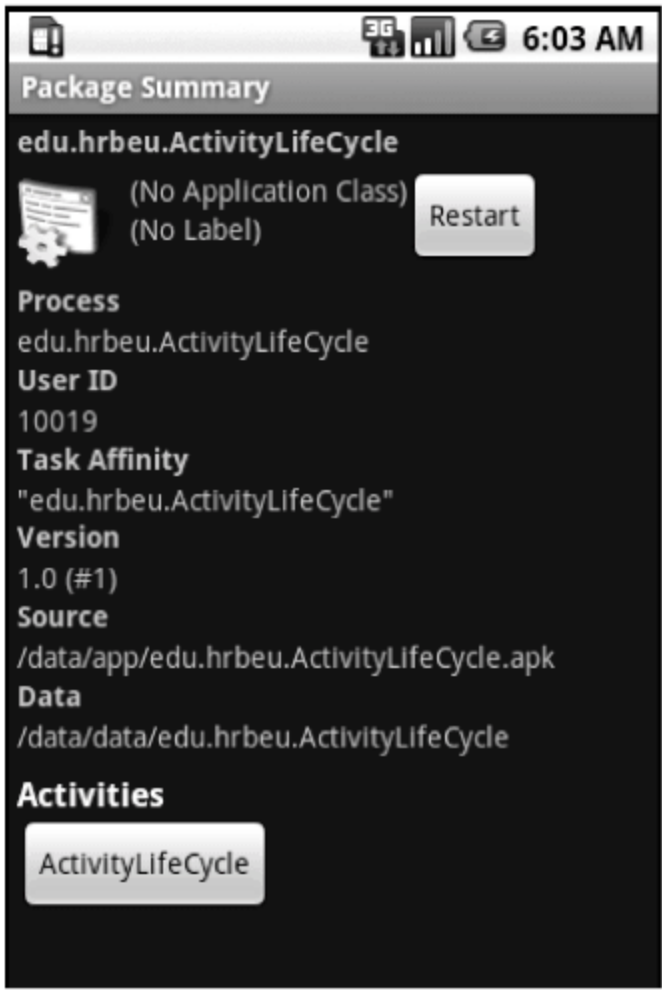 3G 6:03 AM
Package Summary
edu.hrbeu.ActivityLifeCycle
(No Application Class)
(No Label)
Restart
Process
edu.hrbeu.ActivityLifeCycle
User ID
10019
Task Affinity
"edu.hrbeu.ActivityLifeCycle"
Version
1.0 (#1)
Source
/data/app/edu.hrbeu.ActivityLifeCycle.apk
Data
/data/data/edu.hrbeu.ActivityLifeCycle
Activities
ActivityLifeCycle